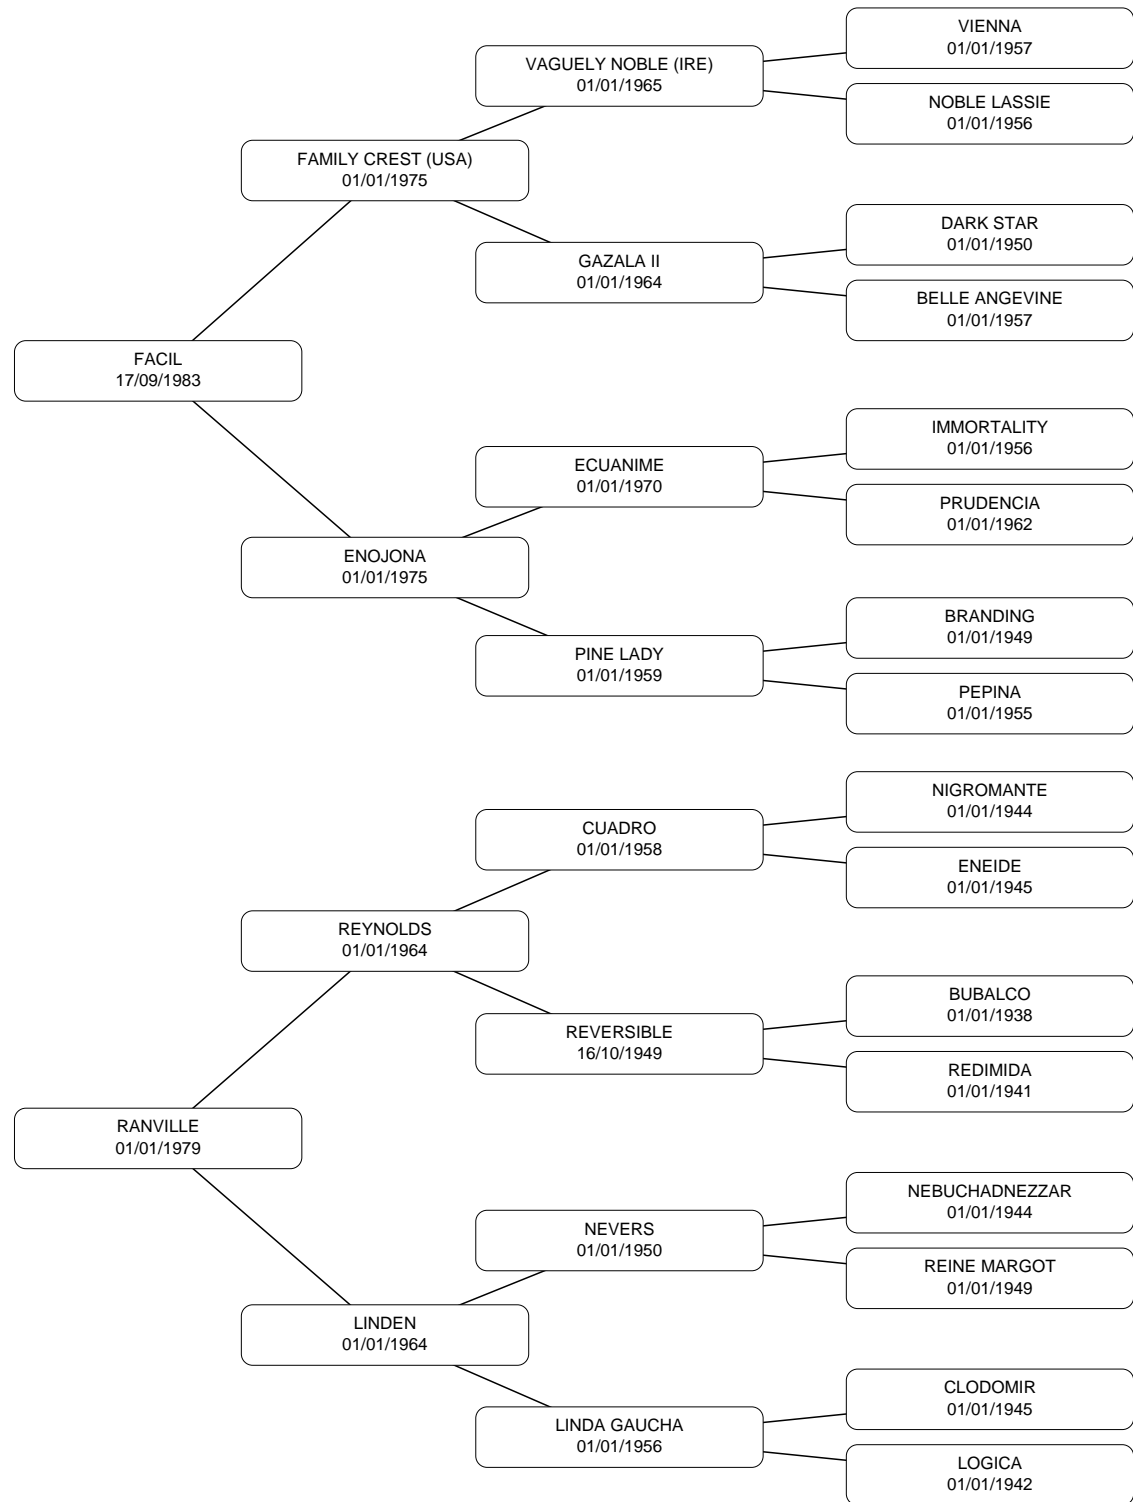 VIENNA
01/01/1957
VAGUELY NOBLE (IRE)
01/01/1965
NOBLE LASSIE
01/01/1956
FAMILY CREST (USA)
01/01/1975
DARK STAR
01/01/1950
GAZALA II
01/01/1964
BELLE ANGEVINE
01/01/1957
FACIL
17/09/1983
IMMORTALITY
01/01/1956
ECUANIME
01/01/1970
PRUDENCIA
01/01/1962
ENOJONA
01/01/1975
BRANDING
01/01/1949
PINE LADY
01/01/1959
PEPINA
01/01/1955
NIGROMANTE
01/01/1944
CUADRO
01/01/1958
ENEIDE
01/01/1945
REYNOLDS
01/01/1964
BUBALCO
01/01/1938
REVERSIBLE
16/10/1949
REDIMIDA
01/01/1941
RANVILLE
01/01/1979
NEBUCHADNEZZAR
01/01/1944
NEVERS
01/01/1950
REINE MARGOT
01/01/1949
LINDEN
01/01/1964
CLODOMIR
01/01/1945
LINDA GAUCHA
01/01/1956
LOGICA
01/01/1942